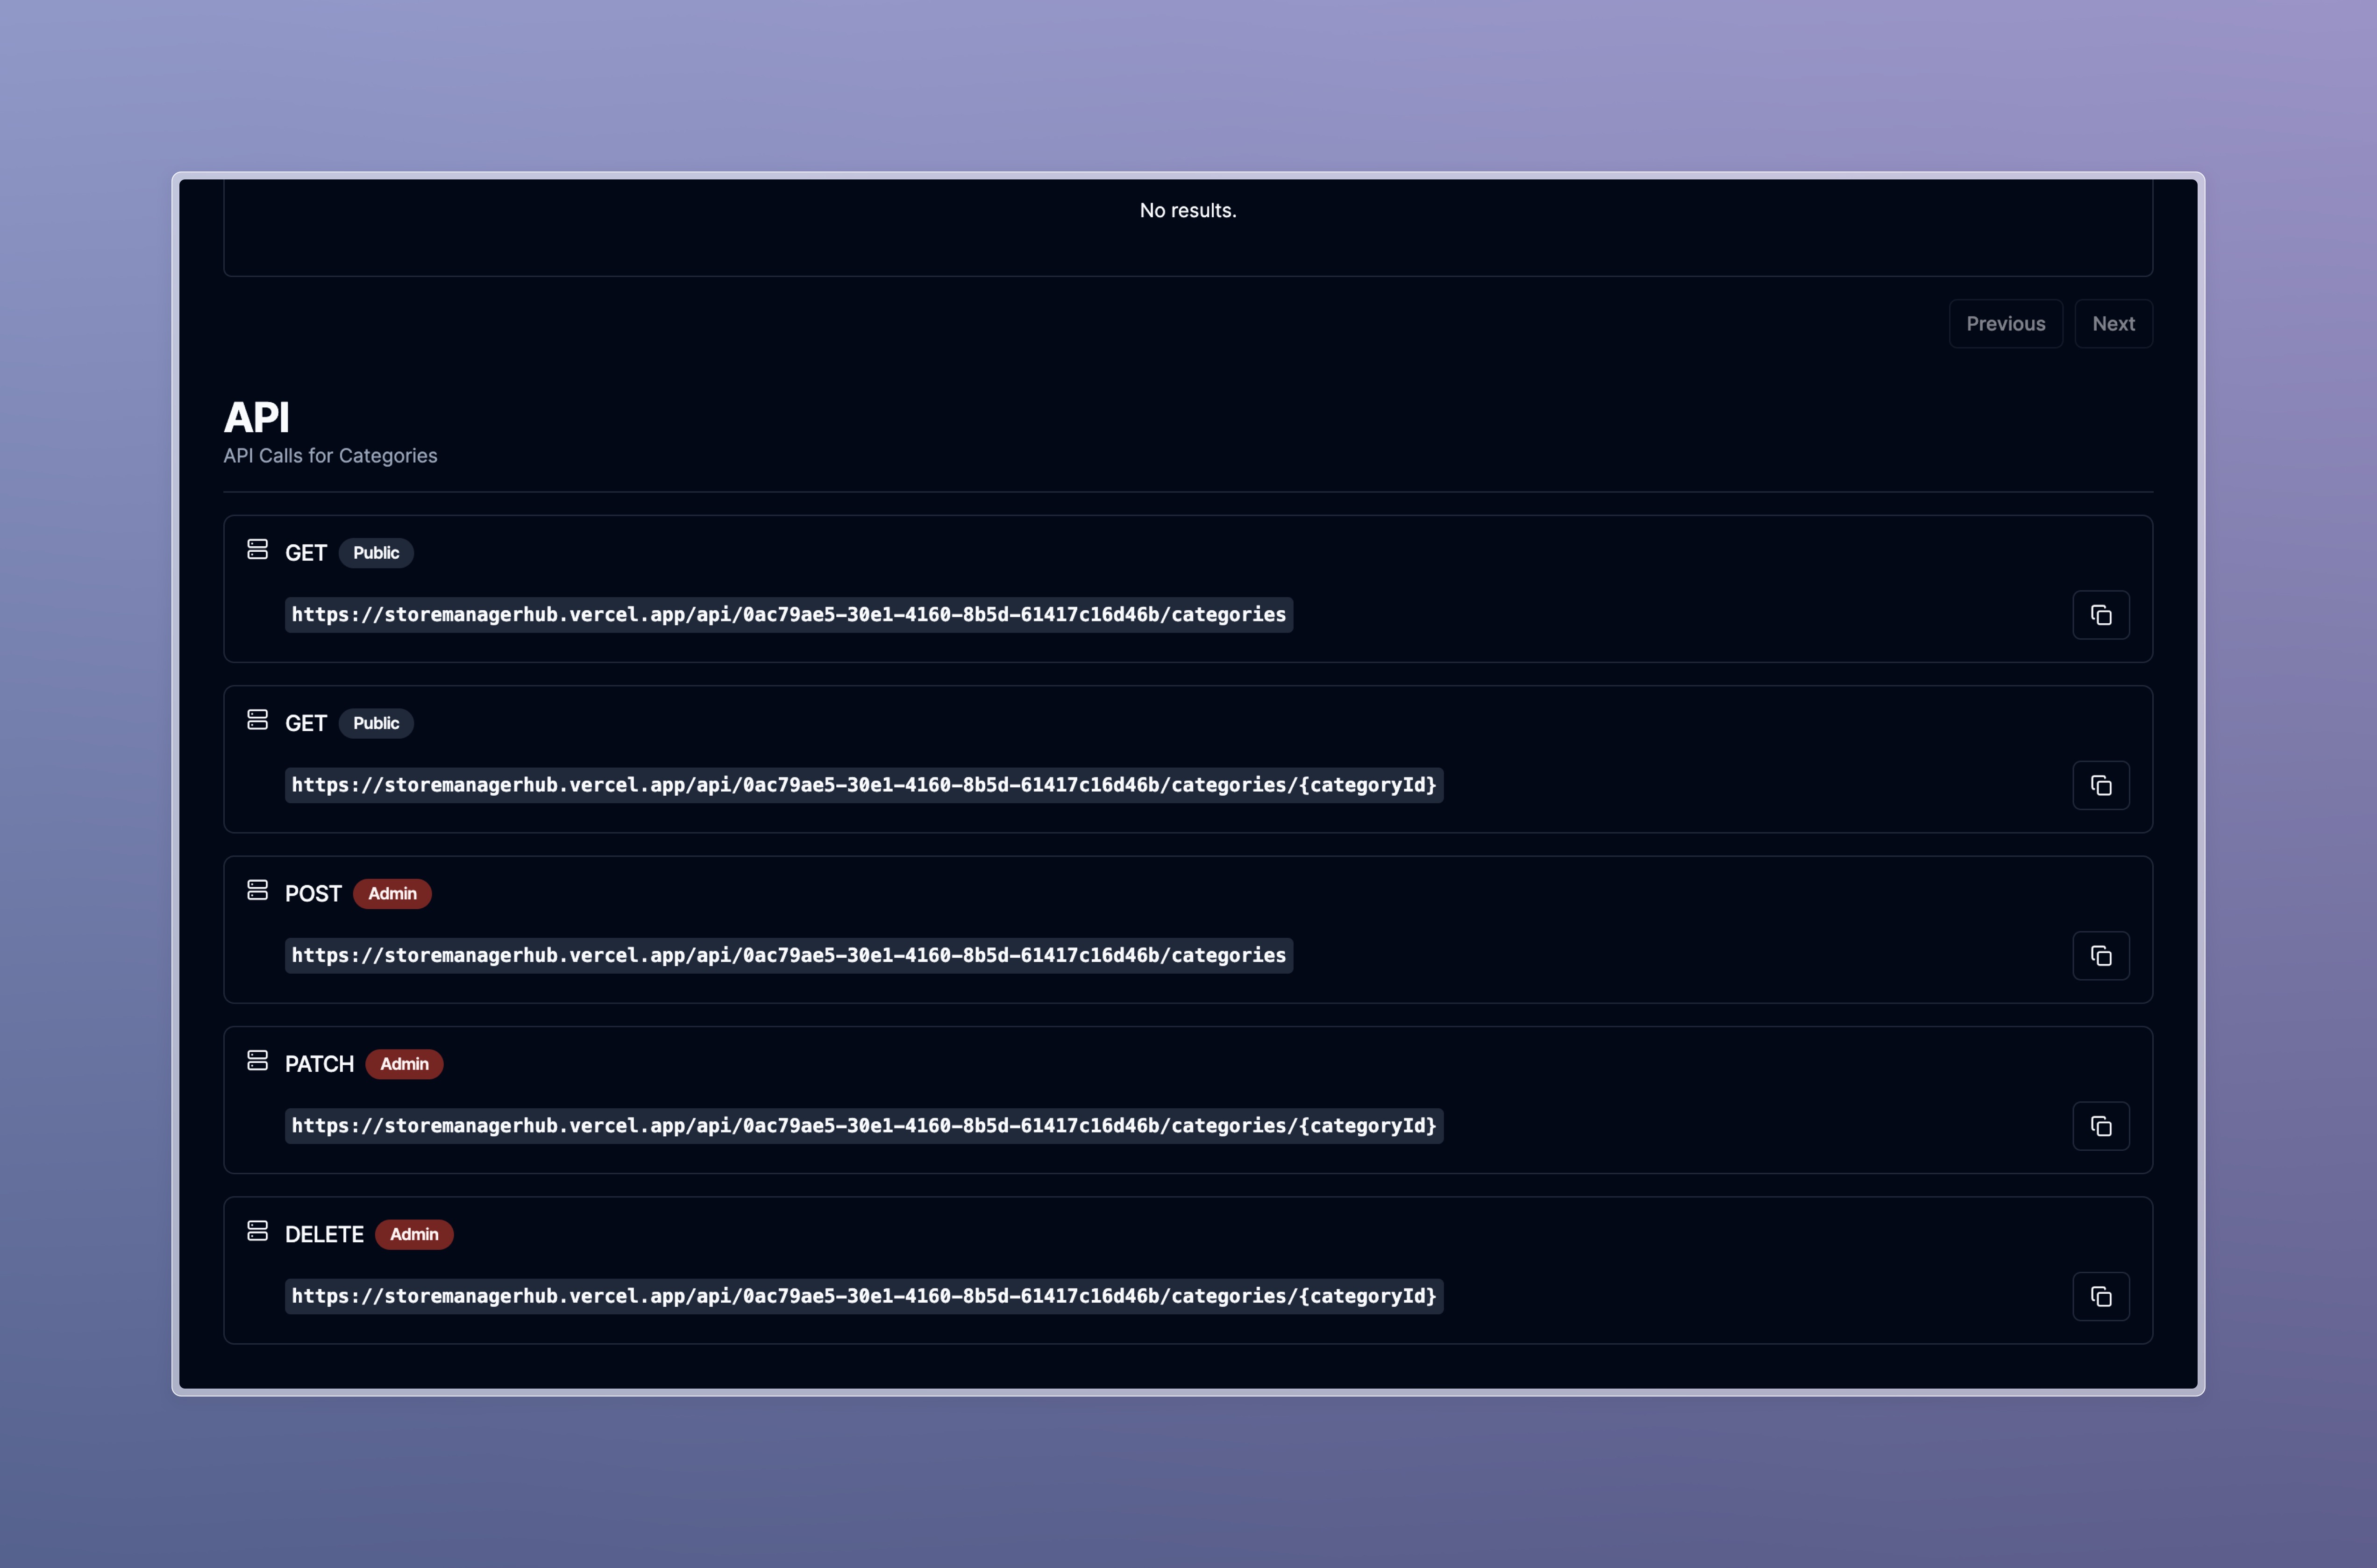 No results.
Previous Next
API
API Calls for Categories
GET Public
https://storemanagerhub.vercel.app/api/0ac79ae5-30e1-4160-8b5d-61417c16d46b/categories
GET Public
https://storemanagerhub.vercel.app/api/0ac79ae5-30e1-4160-8b5d-61417c16d46b/categories/{categoryId}
POST Admin
https://storemanagerhub.vercel.app/api/0ac79ae5-30e1-4160-8b5d-61417c16d46b/categories
PATCH Admin
https://storemanagerhub.vercel.app/api/0ac79ae5-30e1-4160-8b5d-61417c16d46b/categories/{categoryId}
DELETE Admin
https://storemanagerhub.vercel.app/api/0ac79ae5-30e1-4160-8b5d-61417c16d46b/categories/{categoryId}